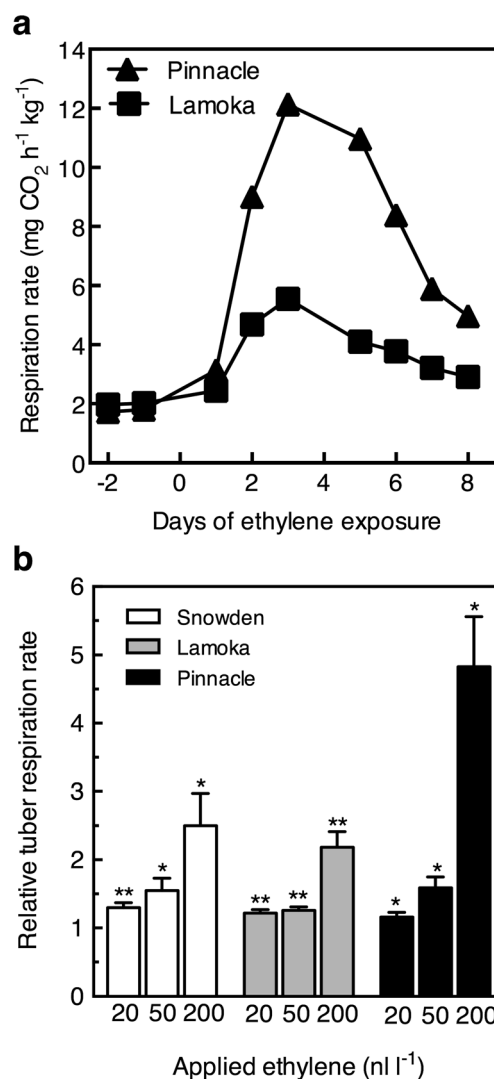 a
14
12
10
8
6
4
2
0
Pinnacle
Lamoka
Respiration rate (mg CO₂ h⁻¹ kg⁻¹)
-2 0 2 4 6 8
Days of ethylene exposure
b
6
5
4
3
2
1
0
Snowden
Lamoka
Pinnacle
Relative tuber respiration rate
** * * ** ** ** * * *
20 50 200 20 50 200 20 50 200
Applied ethylene (nl l⁻¹)